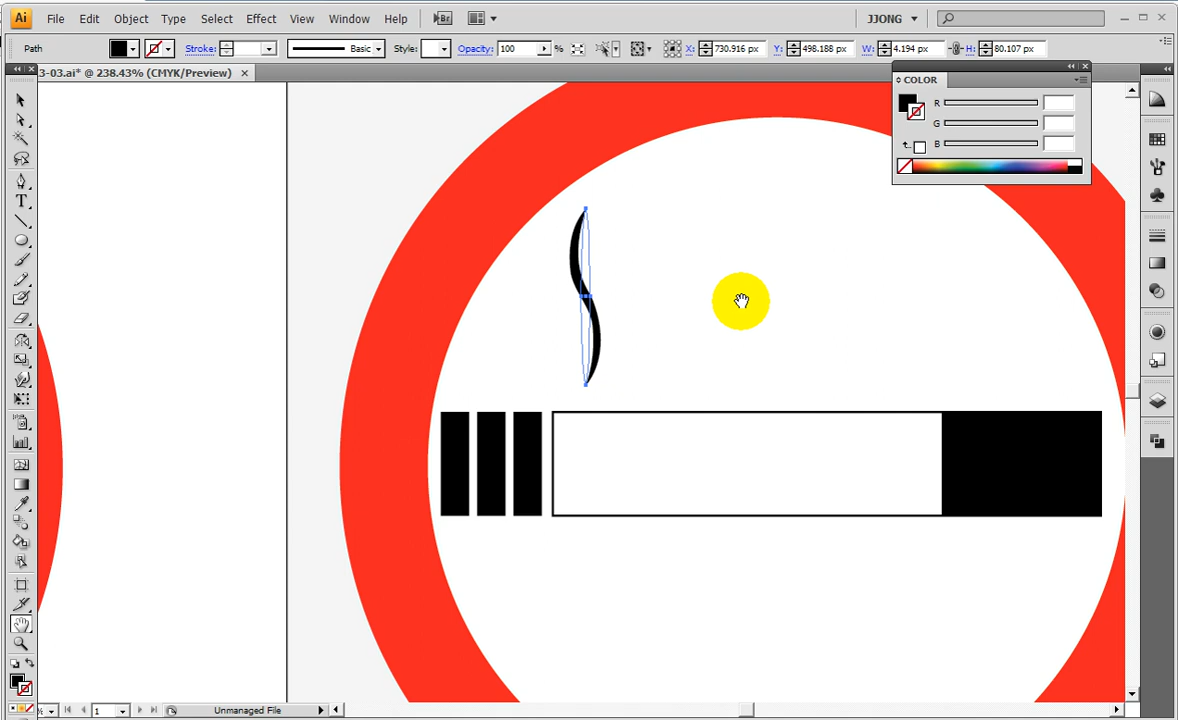 Ai File Edit Object Type Select Effect View Window Help Br JJONG
Path Stroke: Basic Style: Opacity: 100 % X: 730.916 px Y: 498.188 px W: 4.194 px H: 80.107 px
3-03.ai* @ 238.43% (CMYK/Preview)
COLOR
R
G
B
T
1 Unmanaged File